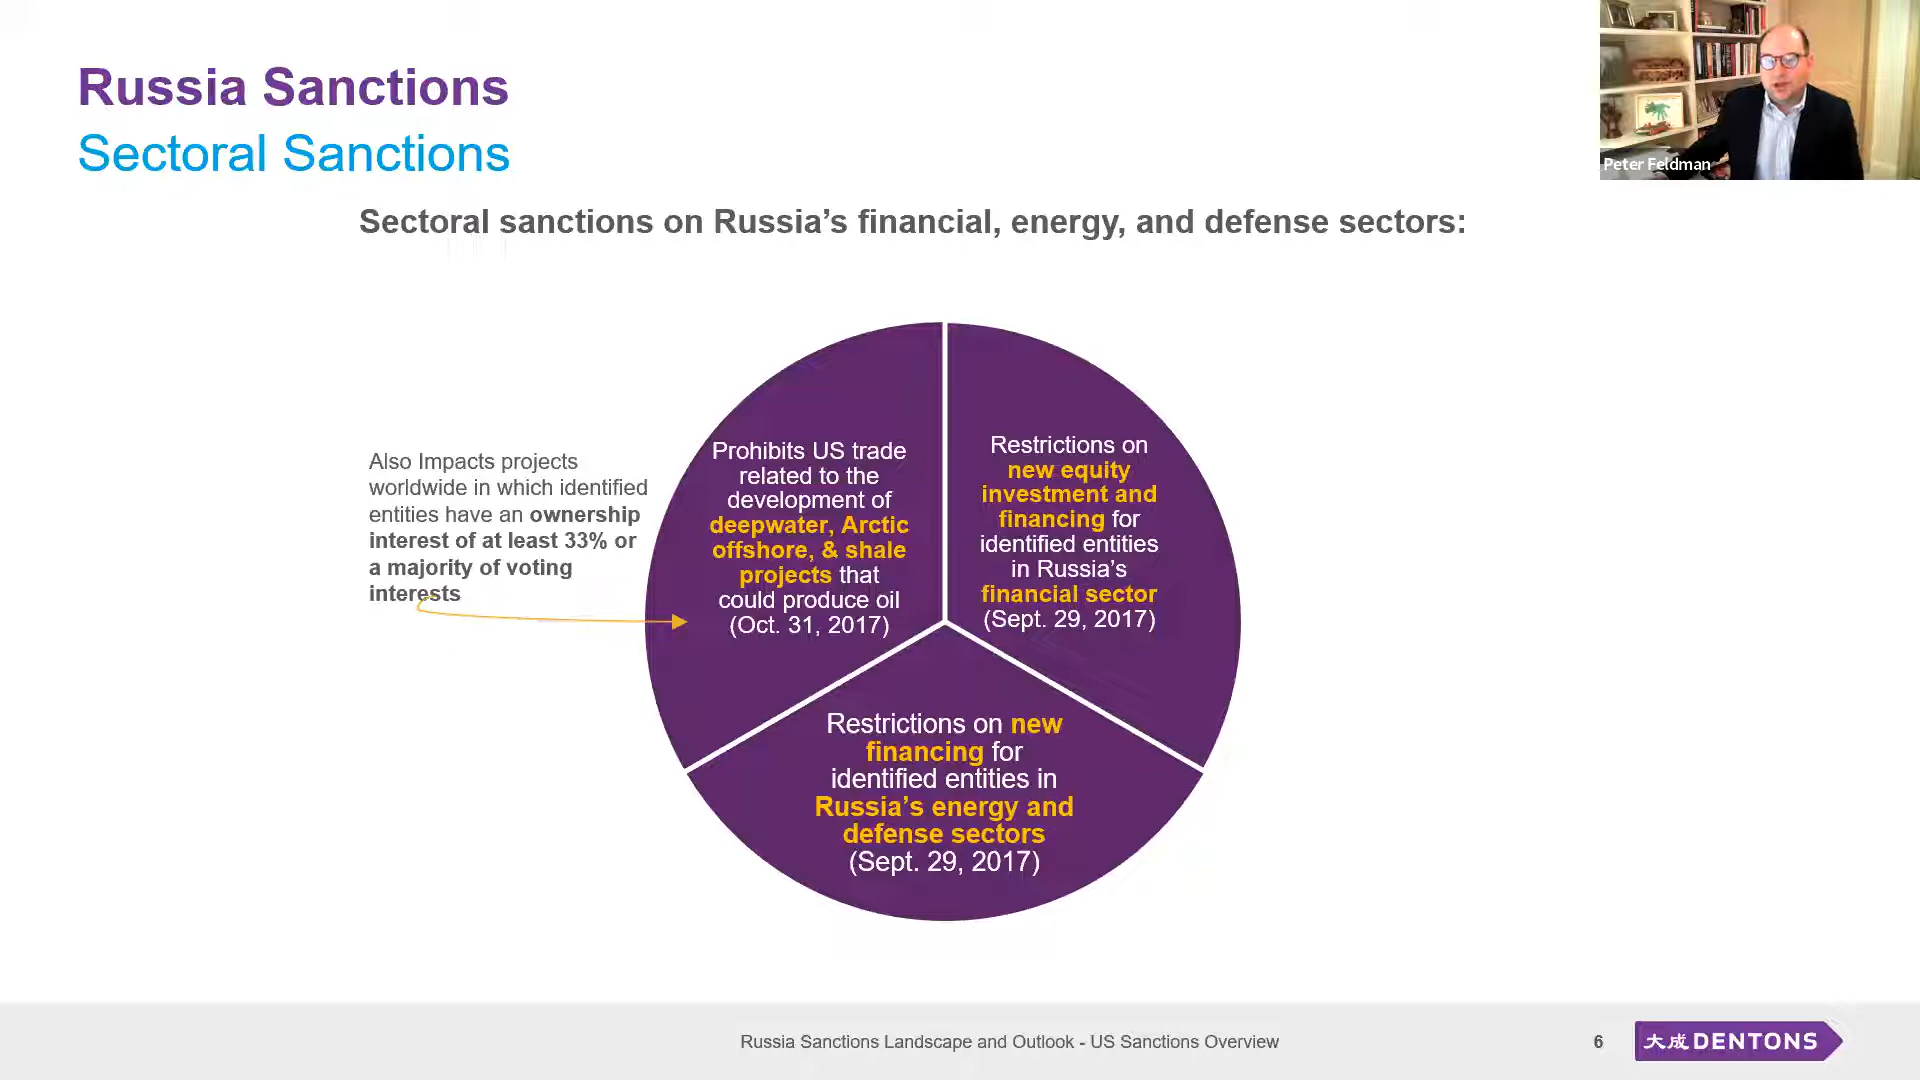 Russia Sanctions
Sectoral Sanctions
Peter Feldman
Sectoral sanctions on Russia’s financial, energy, and defense sectors:
Also Impacts projects
worldwide in which identified
entities have an ownership
interest of at least 33% or
a majority of voting
interests
Prohibits US trade
related to the
development of
deepwater, Arctic
offshore, & shale
projects that
could produce oil
(Oct. 31, 2017)
Restrictions on
new equity
investment and
financing for
identified entities
in Russia’s
financial sector
(Sept. 29, 2017)
Restrictions on new
financing for
identified entities in
Russia’s energy and
defense sectors
(Sept. 29, 2017)
Russia Sanctions Landscape and Outlook - US Sanctions Overview
6
大成 DENTONS